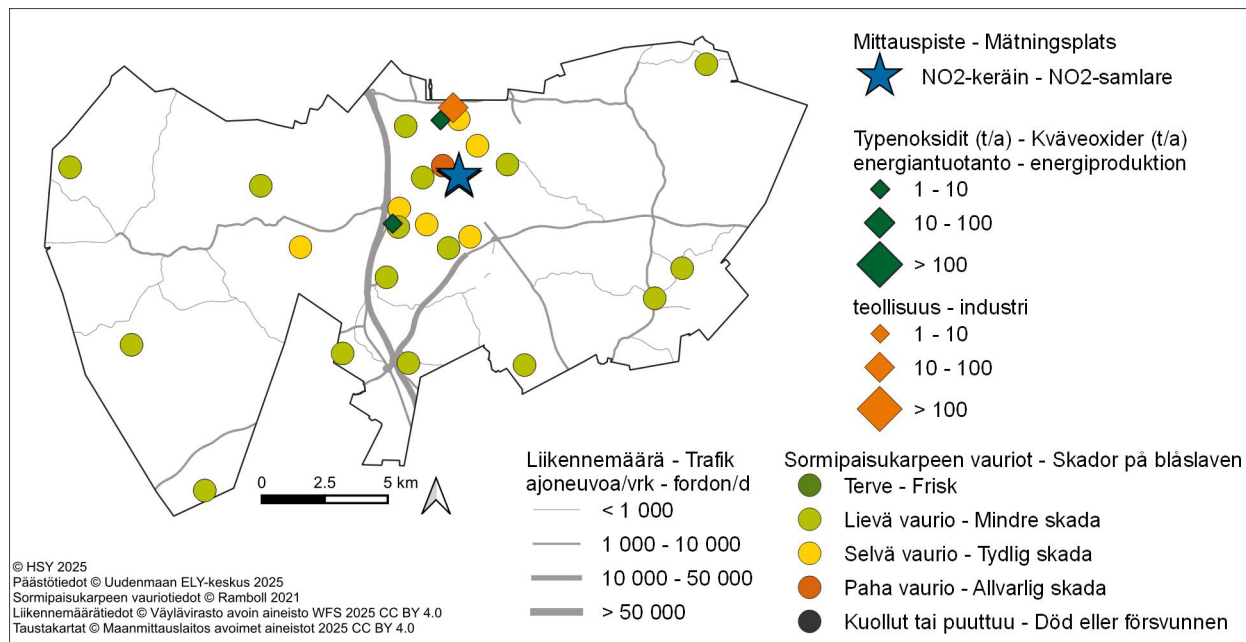 Mittauspiste - Mätningsplats
NO2-keräin - NO2-samlare
Typenoksidit (t/a) - Kväveoxider (t/a)
energiantuotanto - energiproduktion
1 - 10
10 - 100
> 100
teollisuus - industri
1 - 10
10 - 100
> 100
Liikennemäärä - Trafik
ajoneuvoa/vrk - fordon/d
< 1 000
1 000 - 10 000
10 000 - 50 000
> 50 000
Sormipaisukarpeen vauriot - Skador på blåslaven
Terve - Frisk
Lievä vaurio - Mindre skada
Selvä vaurio - Tydlig skada
Paha vaurio - Allvarlig skada
Kuollut tai puuttuu - Död eller försvunnen
0 2.5 5 km
© HSY 2025
Päästötiedot © Uudenmaan ELY-keskus 2025
Sormipaisukarpeen vauriotiedot © Ramboll 2021
Liikennemäärätiedot © Väylävirasto avoin aineisto WFS 2025 CC BY 4.0
Taustakartat © Maanmittauslaitos avoimet aineistot 2025 CC BY 4.0